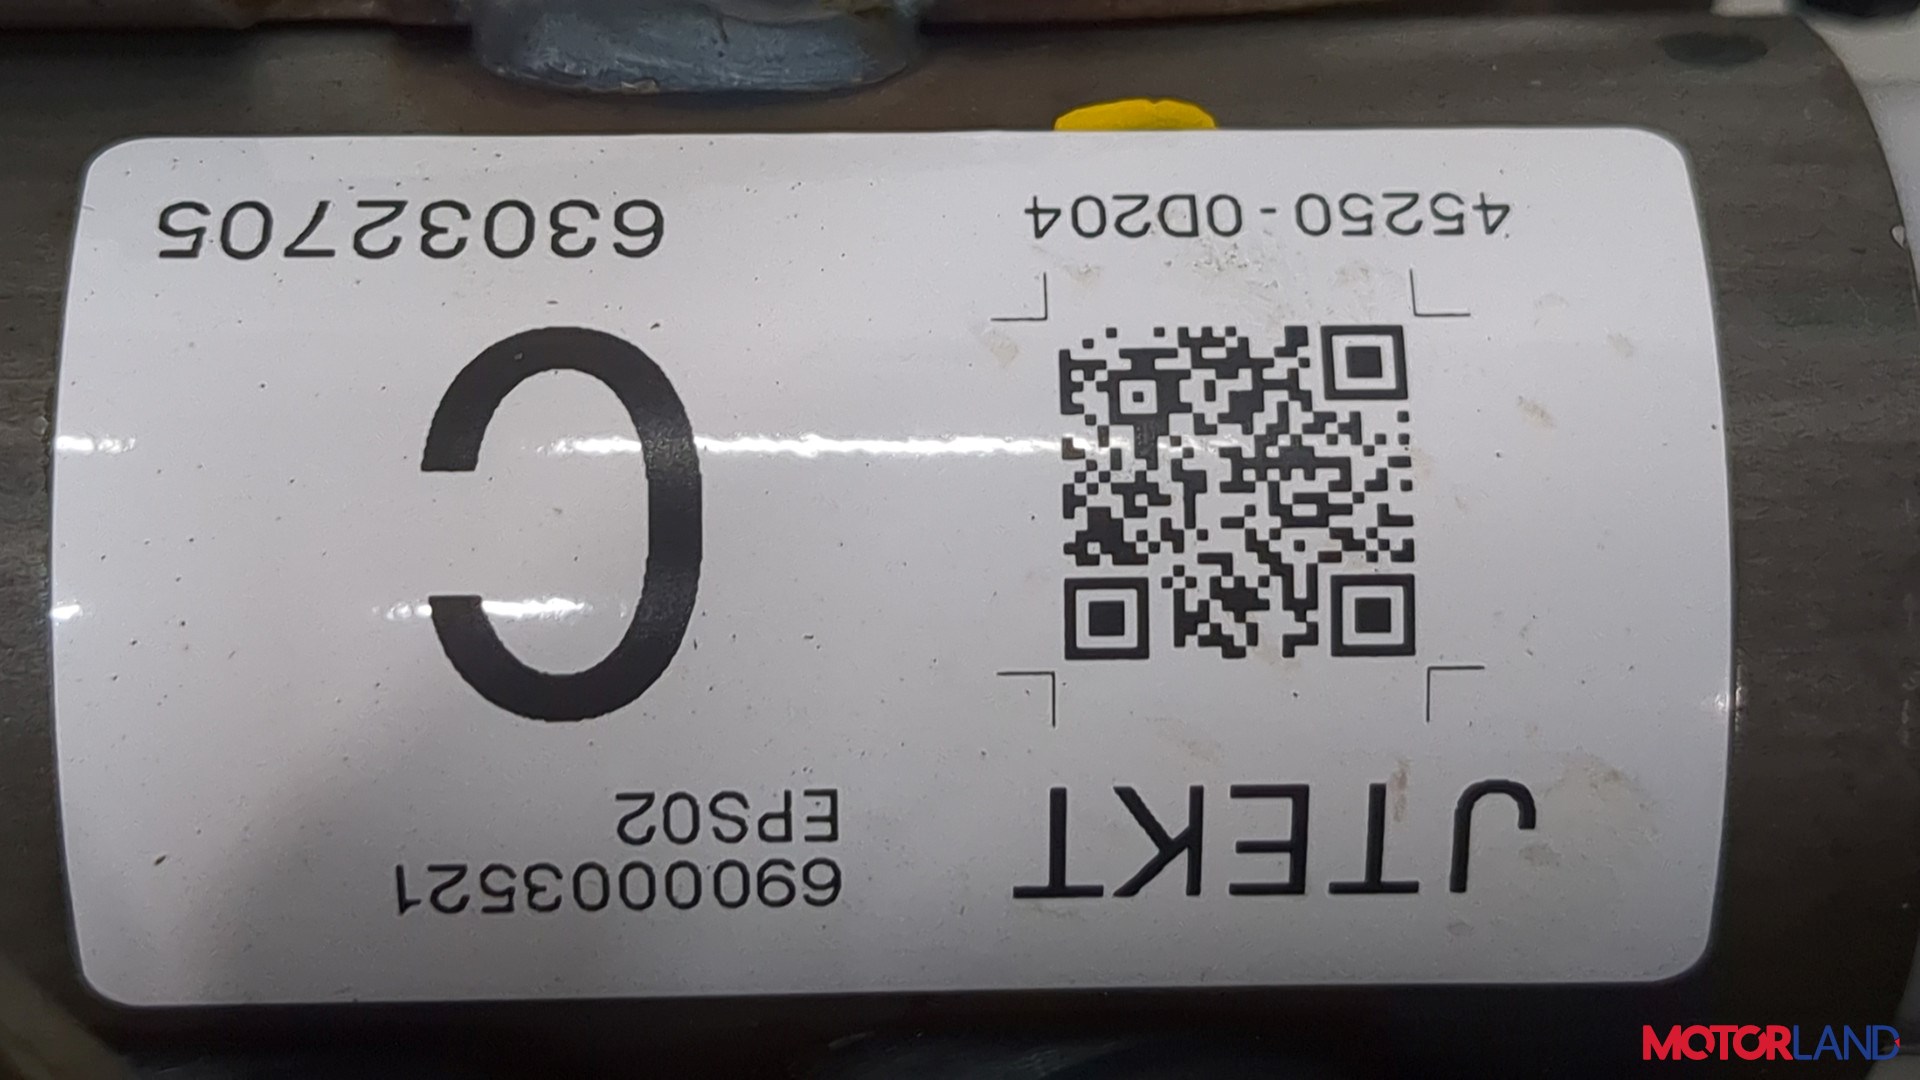 JTEKT
6900003521
EPS02
C
45250-0D204
63032705
MOTORLAND